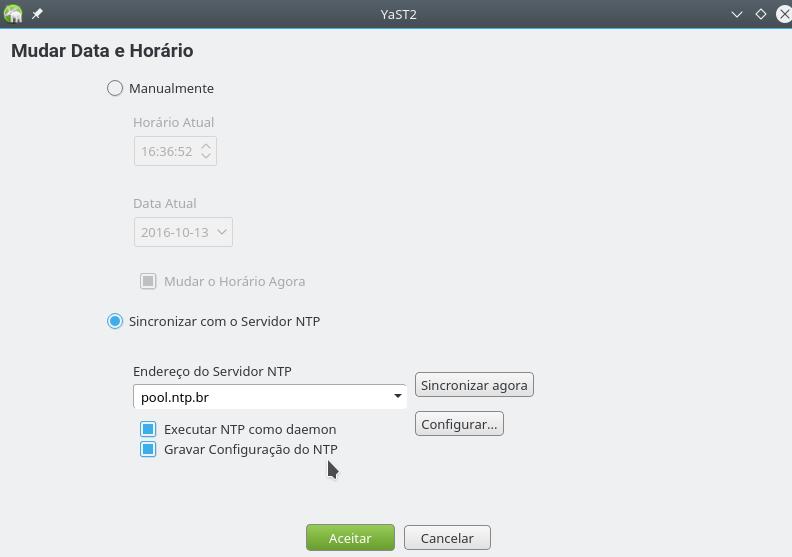 YaST2
Mudar Data e Horário
Manualmente
Horário Atual
16:36:52
Data Atual
2016-10-13
Mudar o Horário Agora
Sincronizar com o Servidor NTP
Endereço do Servidor NTP
pool.ntp.br
Sincronizar agora
Executar NTP como daemon
Configurar...
Gravar Configuração do NTP
Aceitar
Cancelar